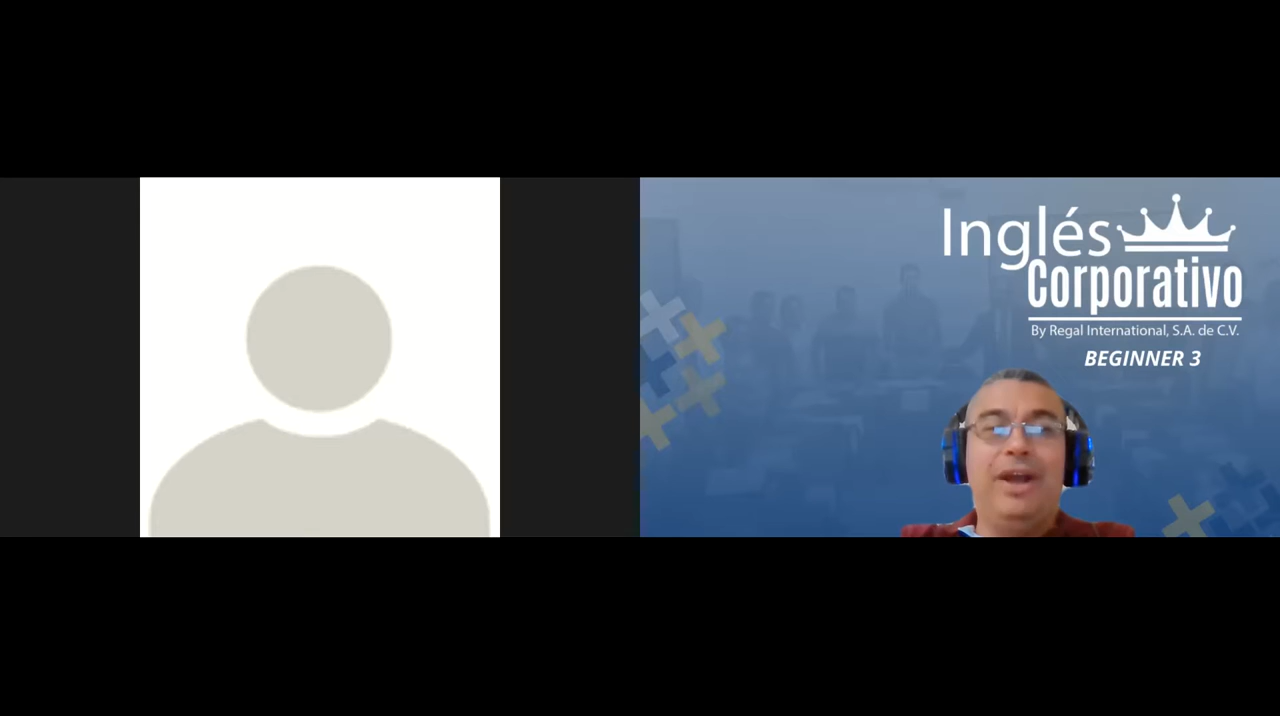 Inglés
Corporativo
By Regal International, S.A. de C.V.
BEGINNER 3